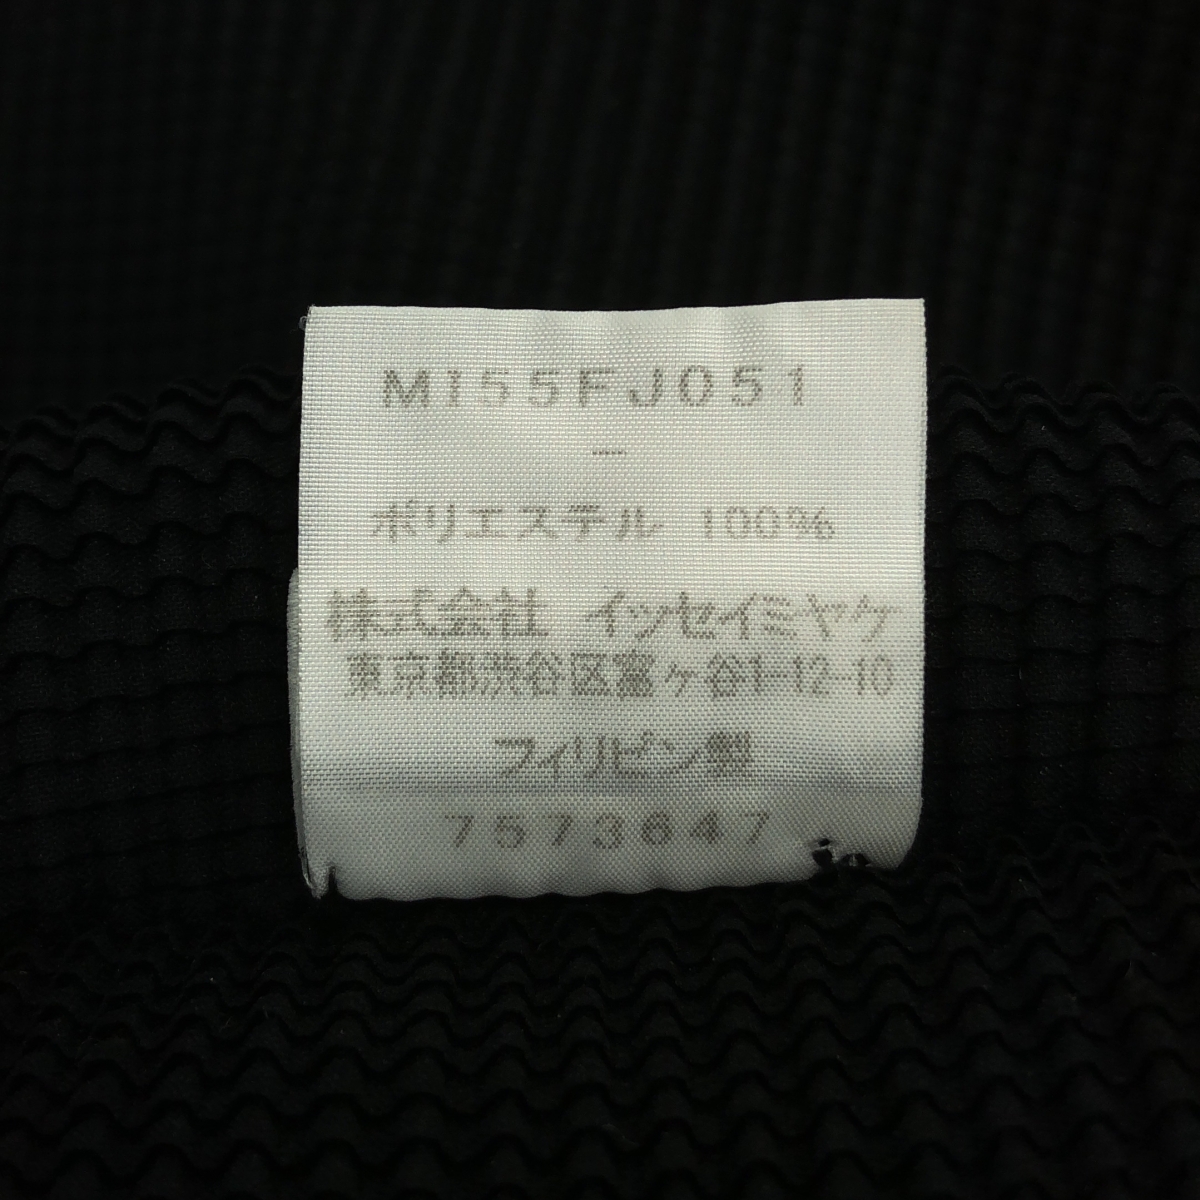 MI55FJ051
—
ポリエステル 100%
株式会社 イッセイミヤケ
東京都渋谷区富ヶ谷1-12-10
フィリピン製
7573647